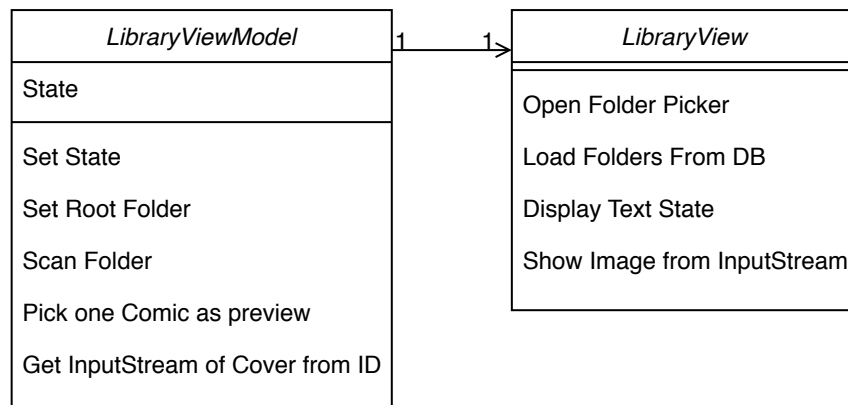 LibraryViewModel
State
Set State
Set Root Folder
Scan Folder
Pick one Comic as preview
Get InputStream of Cover from ID
1 1
LibraryView
Open Folder Picker
Load Folders From DB
Display Text State
Show Image from InputStream